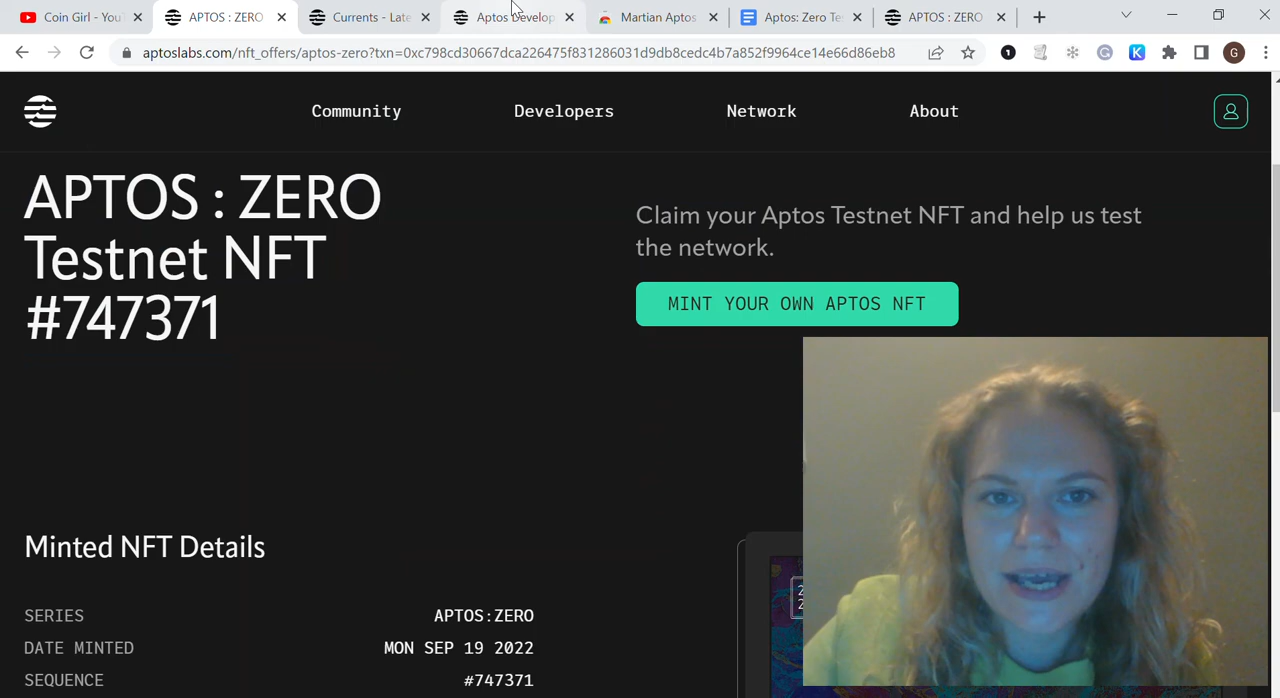 Coin Girl - YouT
APTOS : ZERO
Currents - Late
Aptos Develop
Martian Aptos
Aptos: Zero Te
APTOS : ZERO
aptoslabs.com/nft_offers/aptos-zero?txn=0xc798cd30667dca226475f831286031d9db8cedc4b7a852f9964ce14e66d86eb8
G
Community
Developers
Network
About
APTOS : ZERO
Testnet NFT
#747371
Claim your Aptos Testnet NFT and help us test
the network.
MINT YOUR OWN APTOS NFT
Minted NFT Details
SERIES APTOS:ZERO
DATE MINTED MON SEP 19 2022
SEQUENCE #747371